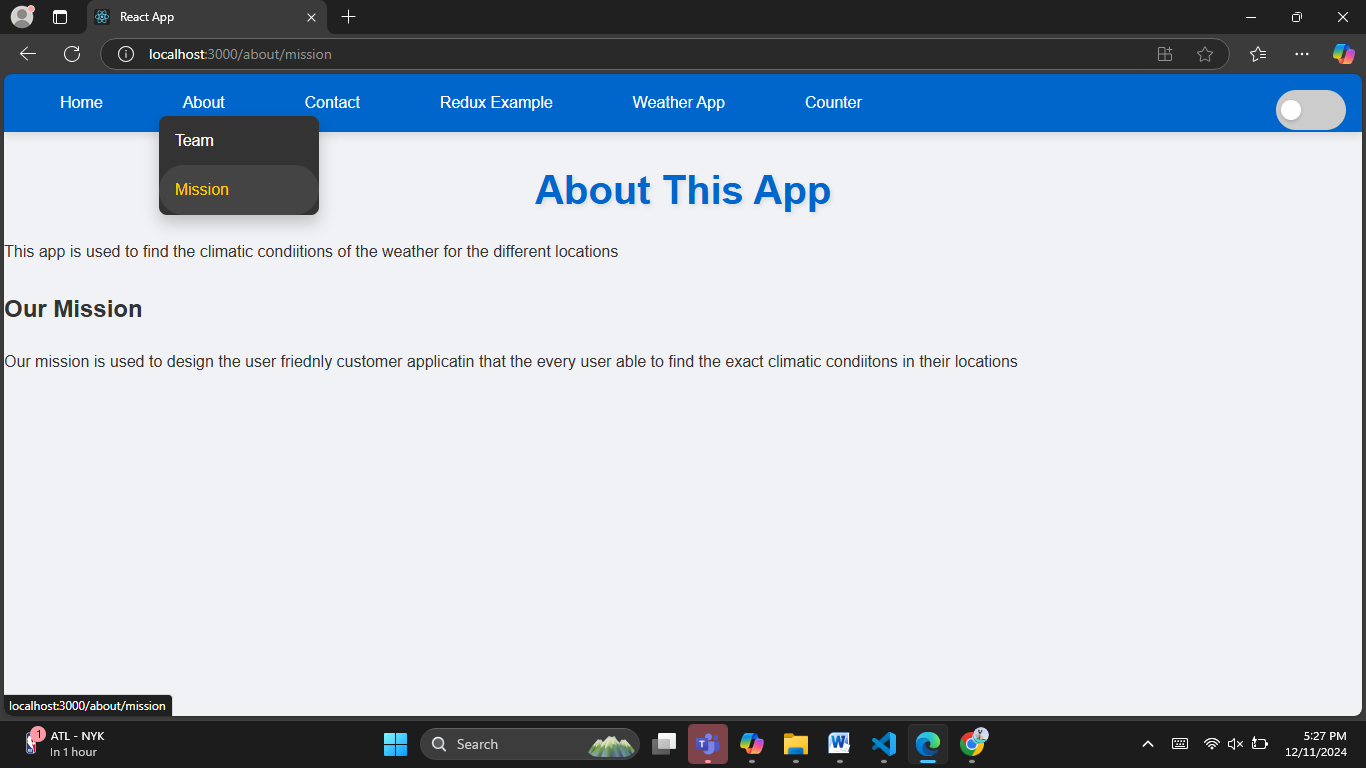 React App
localhost:3000/about/mission
Home About Contact Redux Example Weather App Counter
Team
Mission
About This App
This app is used to find the climatic condiitions of the weather for the different locations
Our Mission
Our mission is used to design the user friednly customer applicatin that the every user able to find the exact climatic condiitons in their locations
localhost:3000/about/mission
1
ATL - NYK
In 1 hour
Search
5:27 PM
12/11/2024